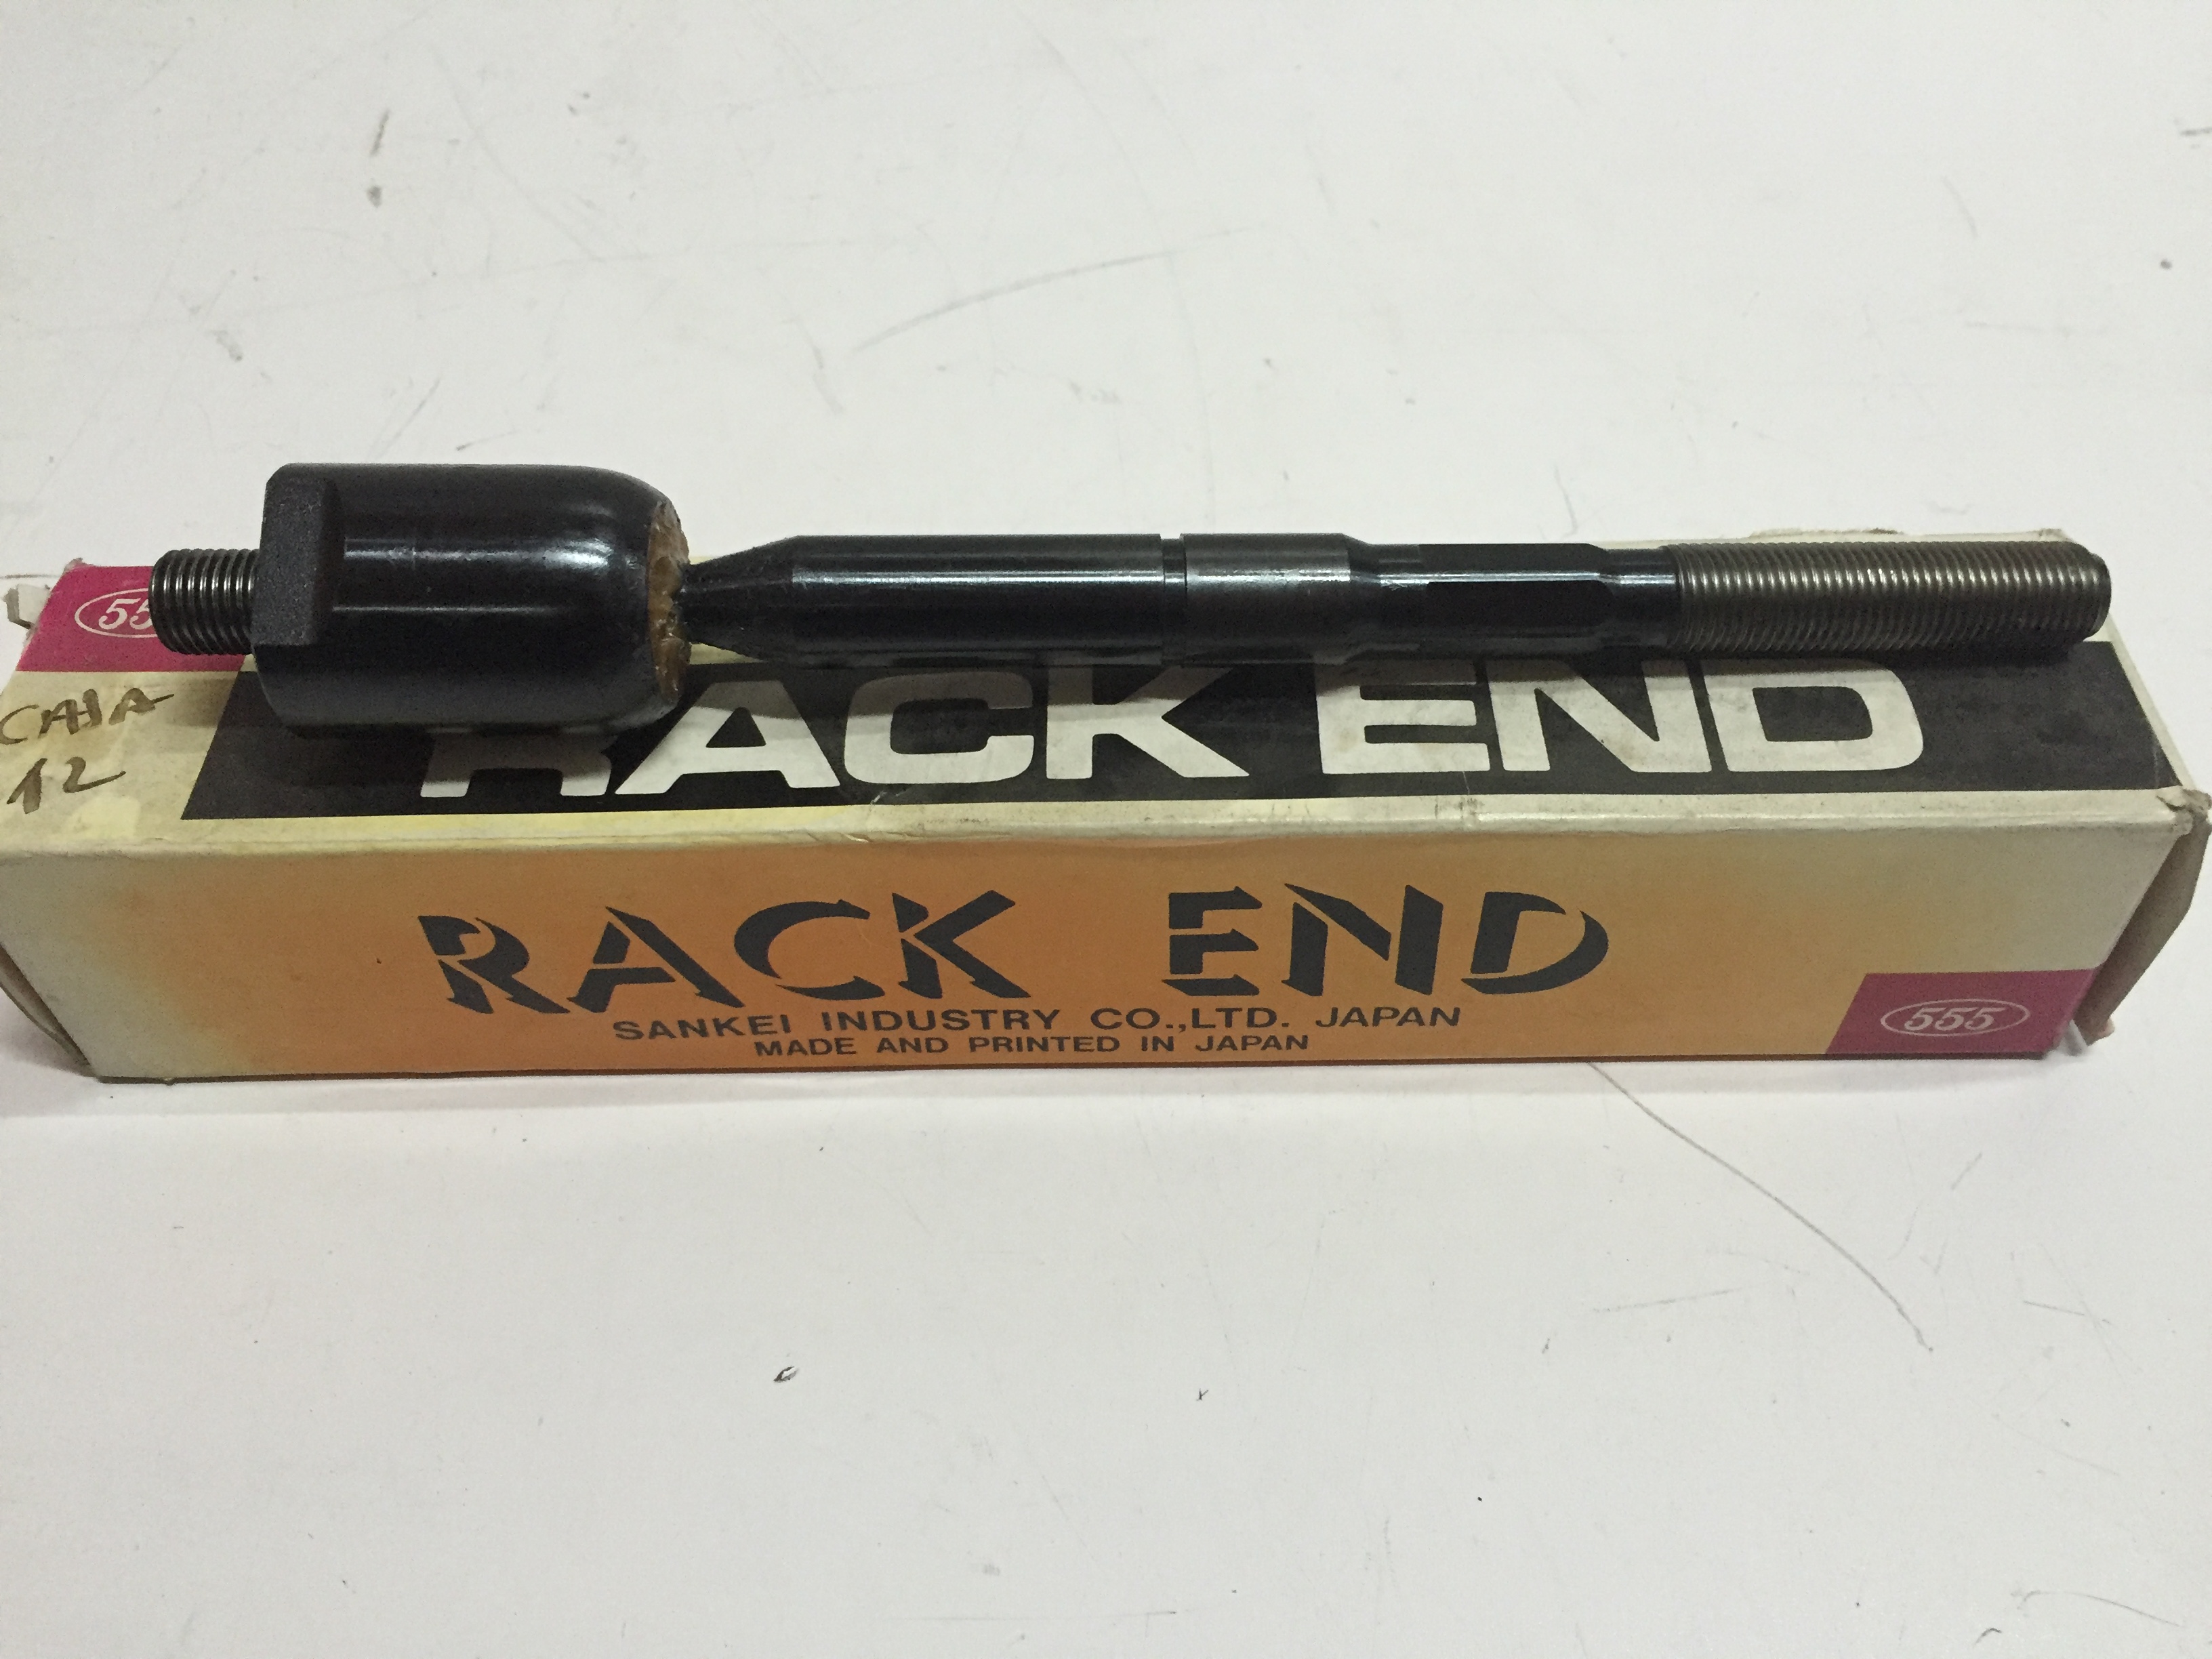 555
CAJA
12
RACK END
RACK END
SANKEI INDUSTRY CO.,LTD. JAPAN
MADE AND PRINTED IN JAPAN
555